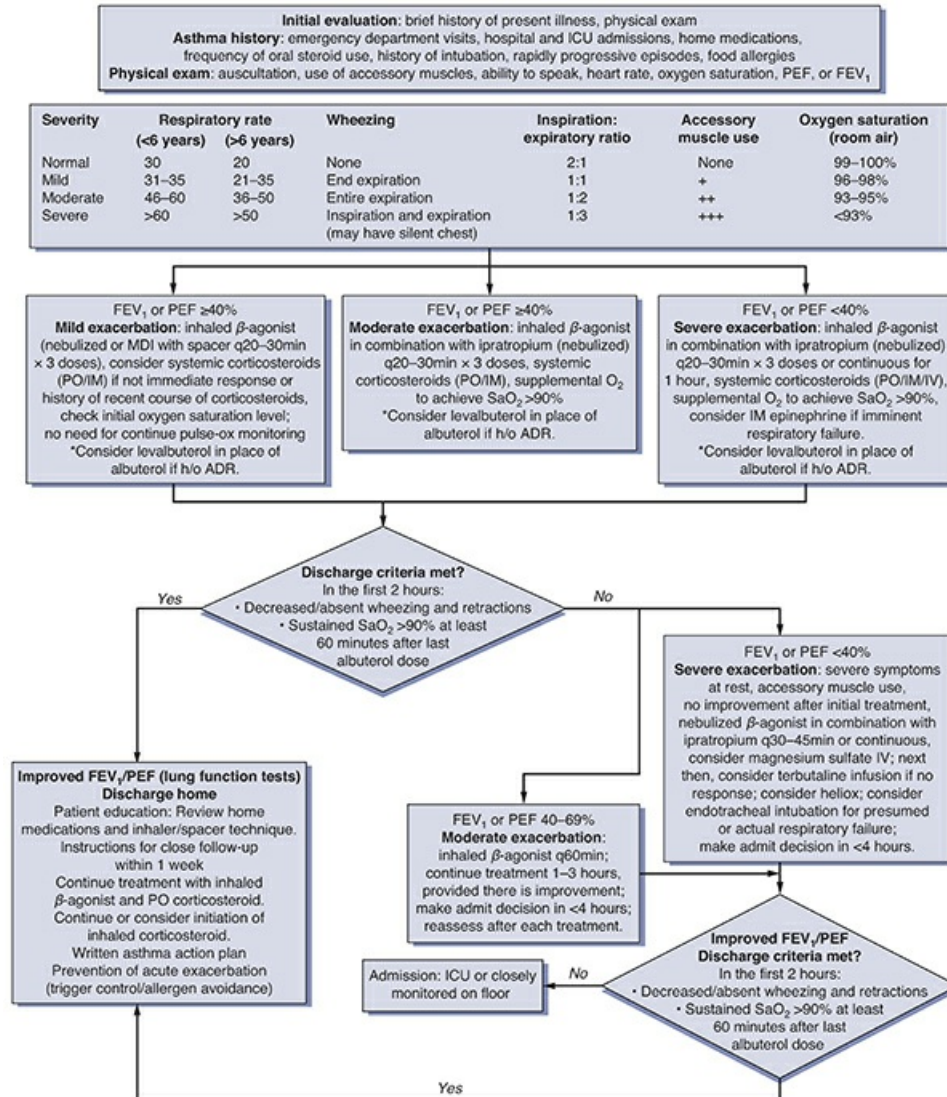 Initial evaluation: brief history of present illness, physical exam
Asthma history: emergency department visits, hospital and ICU admissions, home medications,
frequency of oral steroid use, history of intubation, rapidly progressive episodes, food allergies
Physical exam: auscultation, use of accessory muscles, ability to speak, heart rate, oxygen saturation, PEF, or FEV1
Severity Respiratory rate Wheezing Inspiration: Accessory Oxygen saturation
(<6 years) (>6 years) expiratory ratio muscle use (room air)
Normal 30 20 None 2:1 None 99–100%
Mild 31–35 21–35 End expiration 1:1 + 96–98%
Moderate 46–60 36–50 Entire expiration 1:2 ++ 93–95%
Severe >60 >50 Inspiration and expiration 1:3 +++ <93%
(may have silent chest)
FEV1 or PEF ≥40%
Mild exacerbation: inhaled β-agonist
(nebulized or MDI with spacer q20–30min
× 3 doses), consider systemic corticosteroids
(PO/IM) if not immediate response or
history of recent course of corticosteroids,
check initial oxygen saturation level;
no need for continue pulse-ox monitoring
*Consider levalbuterol in place of
albuterol if h/o ADR.
FEV1 or PEF ≥40%
Moderate exacerbation: inhaled β-agonist
in combination with ipratropium (nebulized)
q20–30min × 3 doses, systemic
corticosteroids (PO/IM), supplemental O2
to achieve SaO2 >90%
*Consider levalbuterol in place of
albuterol if h/o ADR.
FEV1 or PEF <40%
Severe exacerbation: inhaled β-agonist
in combination with ipratropium (nebulized)
q20–30min × 3 doses or continuous for
1 hour, systemic corticosteroids (PO/IM/IV),
supplemental O2 to achieve SaO2 >90%,
consider IM epinephrine if imminent
respiratory failure.
*Consider levalbuterol in place of
albuterol if h/o ADR.
Discharge criteria met?
In the first 2 hours:
• Decreased/absent wheezing and retractions
• Sustained SaO2 >90% at least
60 minutes after last
albuterol dose
Yes
No
FEV1 or PEF <40%
Severe exacerbation: severe symptoms
at rest, accessory muscle use,
no improvement after initial treatment,
nebulized β-agonist in combination with
ipratropium q30–45min or continuous,
consider magnesium sulfate IV; next
then, consider terbutaline infusion if no
response; consider heliox; consider
endotracheal intubation for presumed
or actual respiratory failure;
make admit decision in <4 hours.
Improved FEV1/PEF (lung function tests)
Discharge home
Patient education: Review home
medications and inhaler/spacer technique.
Instructions for close follow-up
within 1 week
Continue treatment with inhaled
β-agonist and PO corticosteroid.
Continue or consider initiation of
inhaled corticosteroid.
Written asthma action plan
Prevention of acute exacerbation
(trigger control/allergen avoidance)
FEV1 or PEF 40–69%
Moderate exacerbation:
inhaled β-agonist q60min;
continue treatment 1–3 hours,
provided there is improvement;
make admit decision in <4 hours;
reassess after each treatment.
Improved FEV1/PEF
Discharge criteria met?
In the first 2 hours:
• Decreased/absent wheezing and retractions
• Sustained SaO2 >90% at least
60 minutes after last
albuterol dose
No
Admission: ICU or closely
monitored on floor
Yes